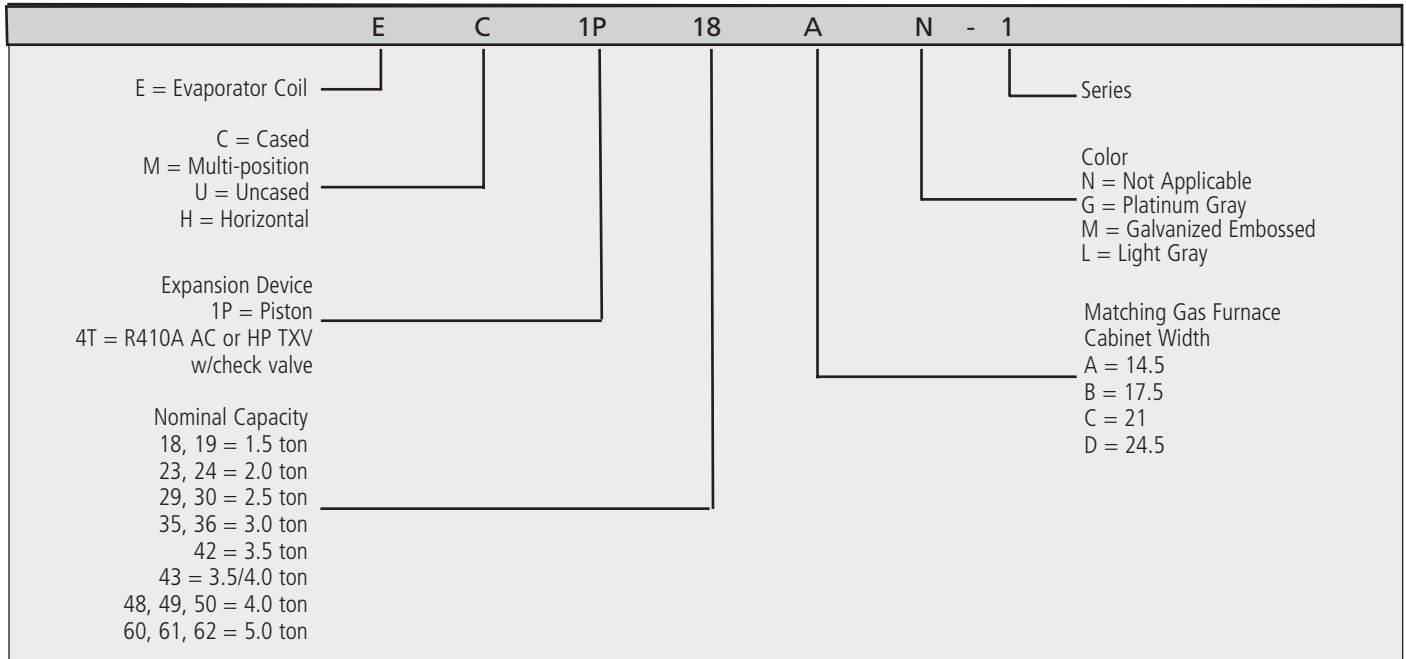 E C 1P 18 A N - 1
E = Evaporator Coil
C = Cased
M = Multi-position
U = Uncased
H = Horizontal
Expansion Device
1P = Piston
4T = R410A AC or HP TXV
w/check valve
Nominal Capacity
18, 19 = 1.5 ton
23, 24 = 2.0 ton
29, 30 = 2.5 ton
35, 36 = 3.0 ton
42 = 3.5 ton
43 = 3.5/4.0 ton
48, 49, 50 = 4.0 ton
60, 61, 62 = 5.0 ton
Series
Color
N = Not Applicable
G = Platinum Gray
M = Galvanized Embossed
L = Light Gray
Matching Gas Furnace
Cabinet Width
A = 14.5
B = 17.5
C = 21
D = 24.5